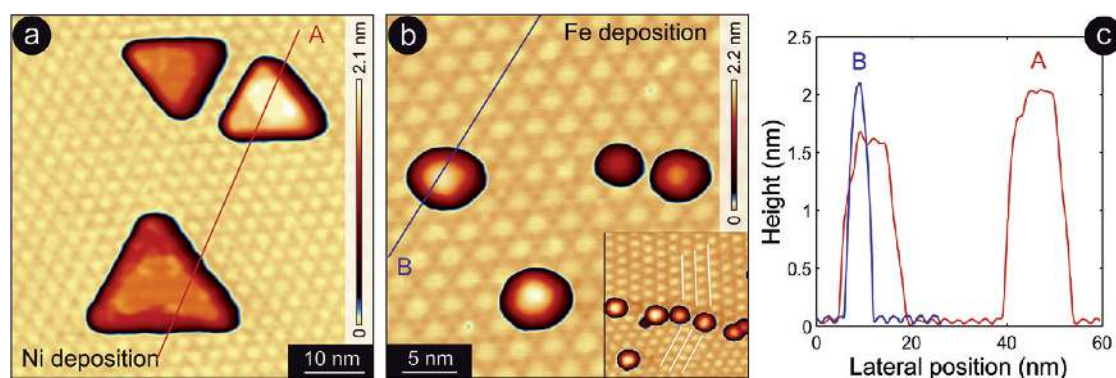 a
A
2.1 nm
0
Ni deposition
10 nm
b
Fe deposition
2.2 nm
0
B
5 nm
c
2.5
2
1.5
1
0.5
0
Height (nm)
B
A
0
20
40
60
Lateral position (nm)